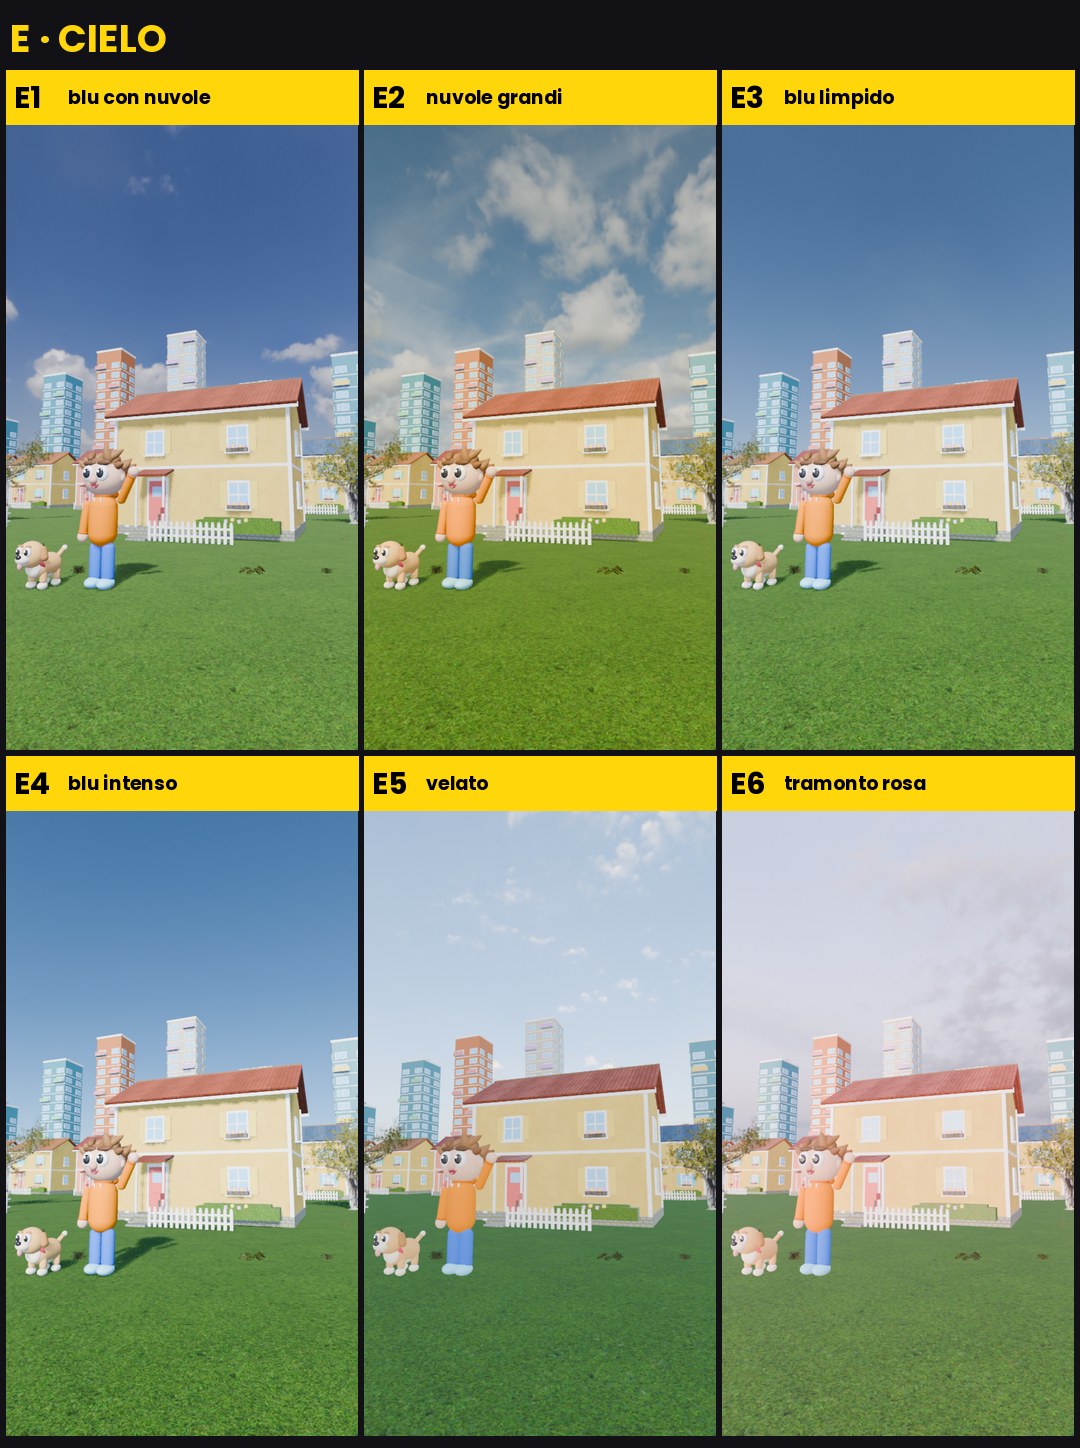 E · CIELO
E1 blu con nuvole
E2 nuvole grandi
E3 blu limpido
E4 blu intenso
E5 velato
E6 tramonto rosa